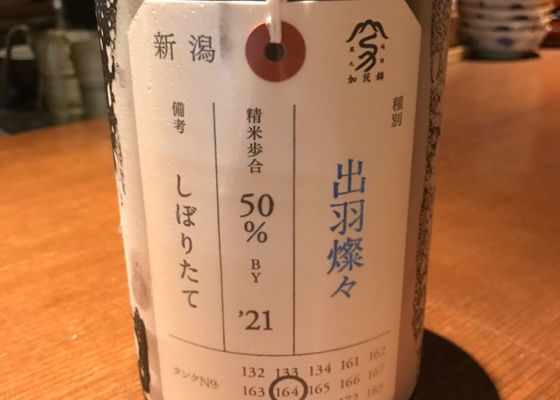 新潟
加茂錦
種別
出羽燦々
精米歩合
50%
BY
'21
備考
しぼりたて
タンクNo.
132 133 134 161 162
163 164 165 166 167
183